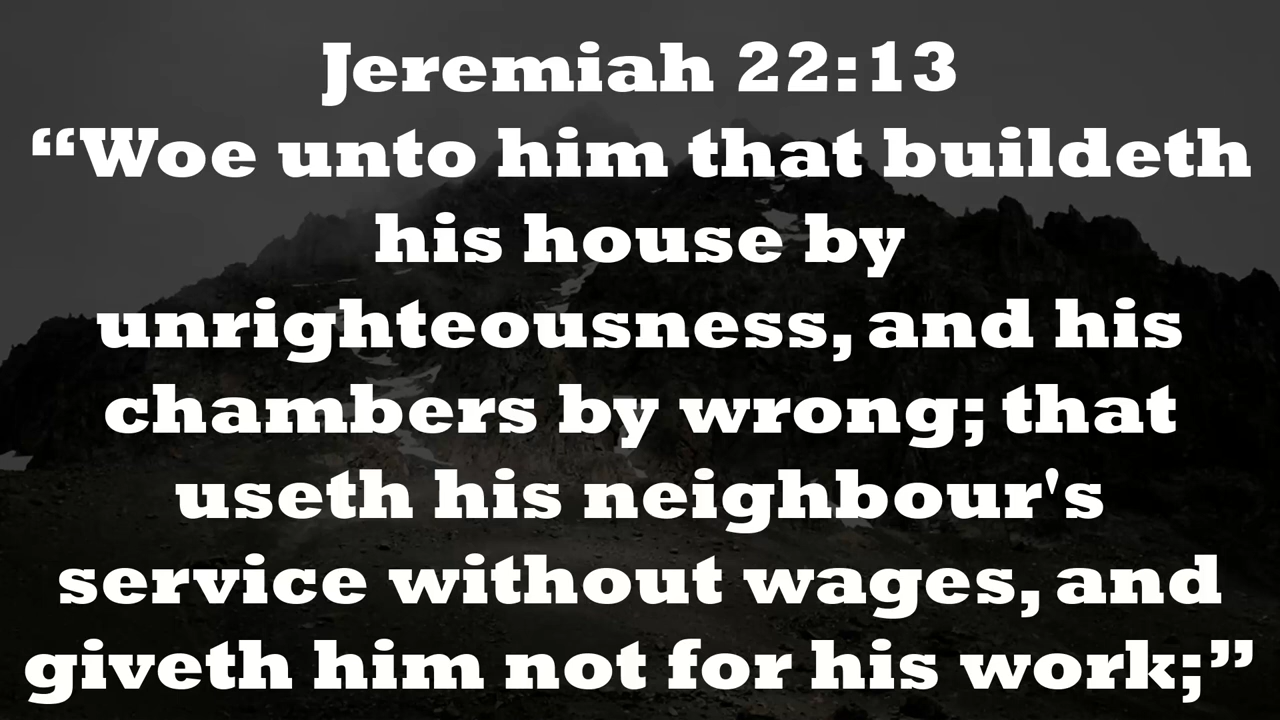 Jeremiah 22:13
“Woe unto him that buildeth
his house by
unrighteousness, and his
chambers by wrong; that
useth his neighbour's
service without wages, and
giveth him not for his work;”